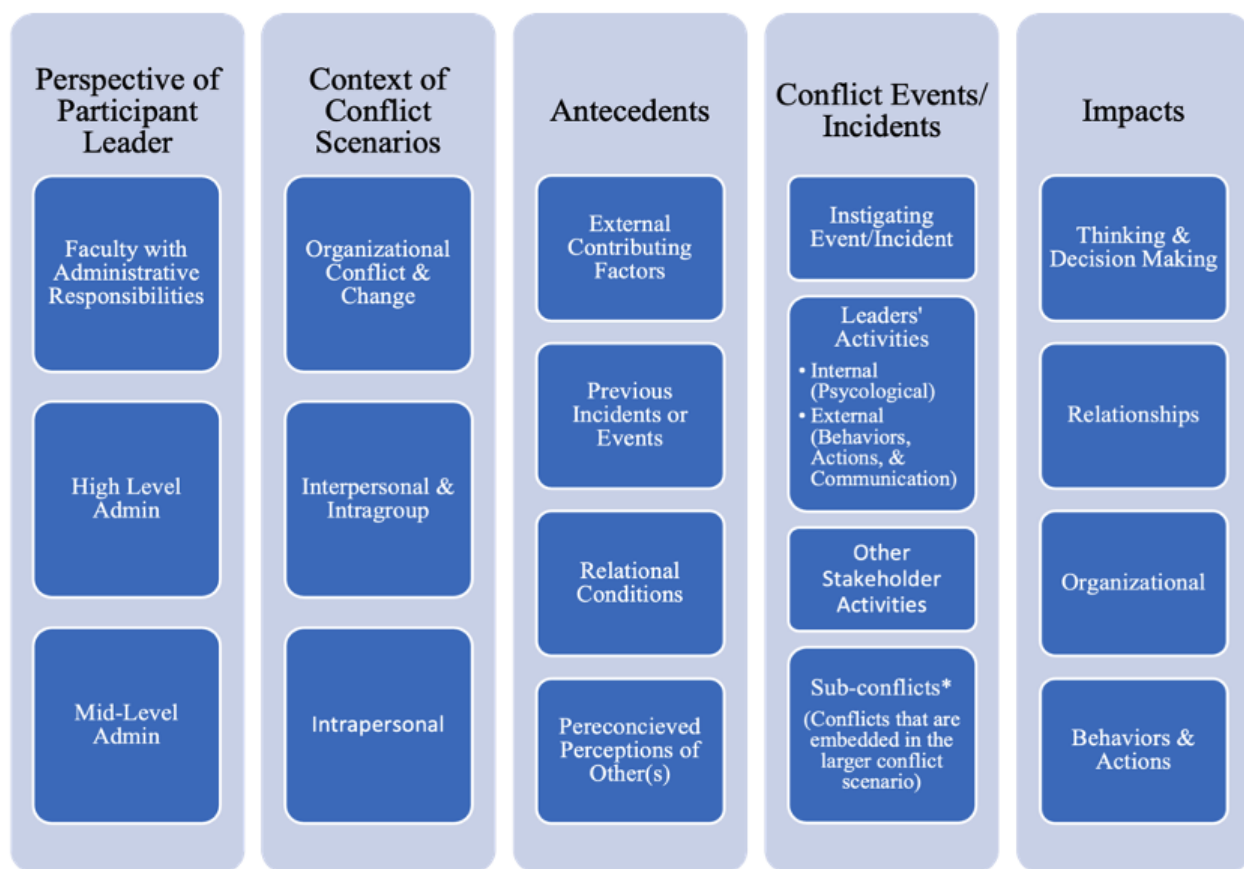 Perspective of
Participant
Leader
Faculty with
Administrative
Responsibilities
High Level
Admin
Mid-Level
Admin
Context of
Conflict
Scenarios
Organizational
Conflict &
Change
Interpersonal &
Intragroup
Intrapersonal
Antecedents
External
Contributing
Factors
Previous
Incidents or
Events
Relational
Conditions
Pereconcieved
Perceptions of
Other(s)
Conflict Events/
Incidents
Instigating
Event/Incident
Leaders'
Activities
• Internal
(Psycological)
• External
(Behaviors,
Actions, &
Communication)
Other
Stakeholder
Activities
Sub-conflicts*
(Conflicts that are
embedded in the
larger conflict
scenario)
Impacts
Thinking &
Decision Making
Relationships
Organizational
Behaviors &
Actions